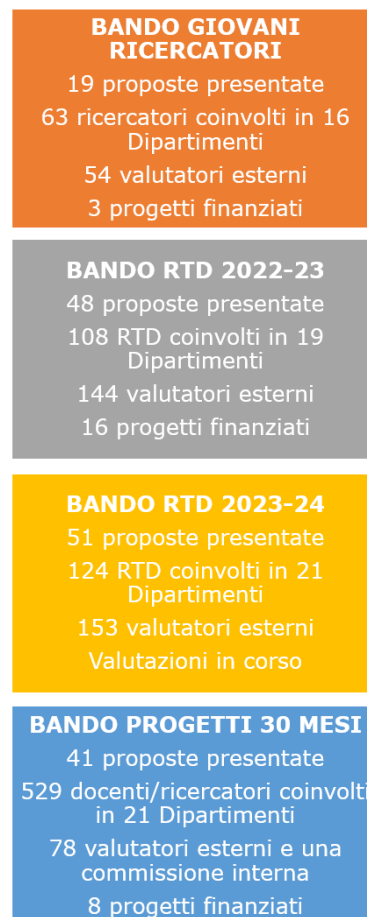 BANDO GIOVANI
RICERCATORI
19 proposte presentate
63 ricercatori coinvolti in 16
Dipartimenti
54 valutatori esterni
3 progetti finanziati
BANDO RTD 2022-23
48 proposte presentate
108 RTD coinvolti in 19
Dipartimenti
144 valutatori esterni
16 progetti finanziati
BANDO RTD 2023-24
51 proposte presentate
124 RTD coinvolti in 21
Dipartimenti
153 valutatori esterni
Valutazioni in corso
BANDO PROGETTI 30 MESI
41 proposte presentate
529 docenti/ricercatori coinvolti
in 21 Dipartimenti
78 valutatori esterni e una
commissione interna
8 progetti finanziati